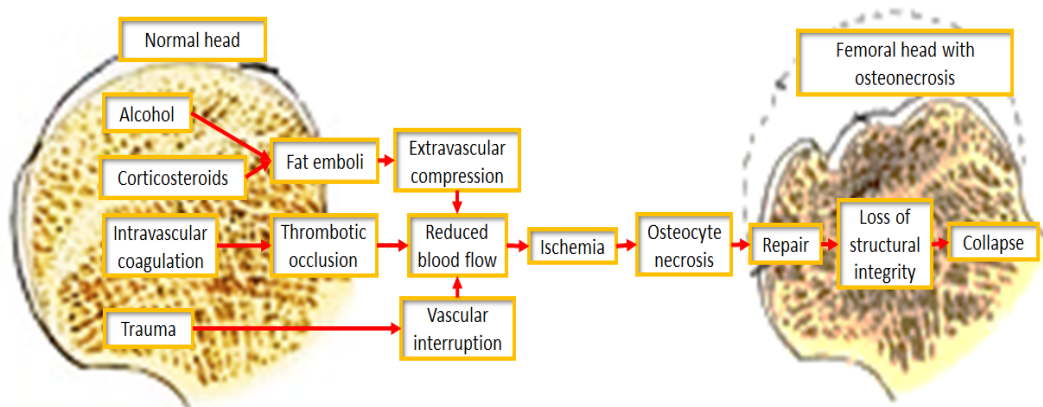 Normal head
Femoral head with
osteonecrosis
Alcohol
Corticosteroids
Fat emboli
Extravascular
compression
Intravascular
coagulation
Thrombotic
occlusion
Reduced
blood flow
Ischemia
Osteocyte
necrosis
Repair
Loss of
structural
integrity
Collapse
Trauma
Vascular
interruption